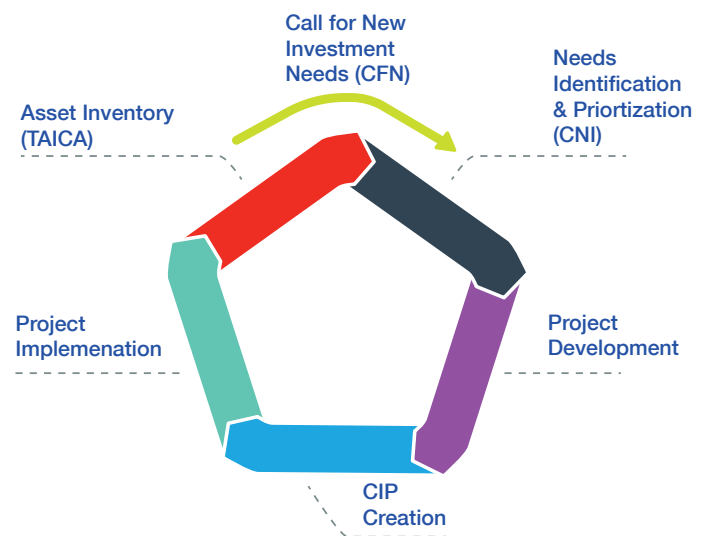 Call for New
Investment
Needs (CFN)
Needs
Identification
& Priortization
(CNI)
Asset Inventory
(TAICA)
Project
Implemenation
Project
Development
CIP
Creation